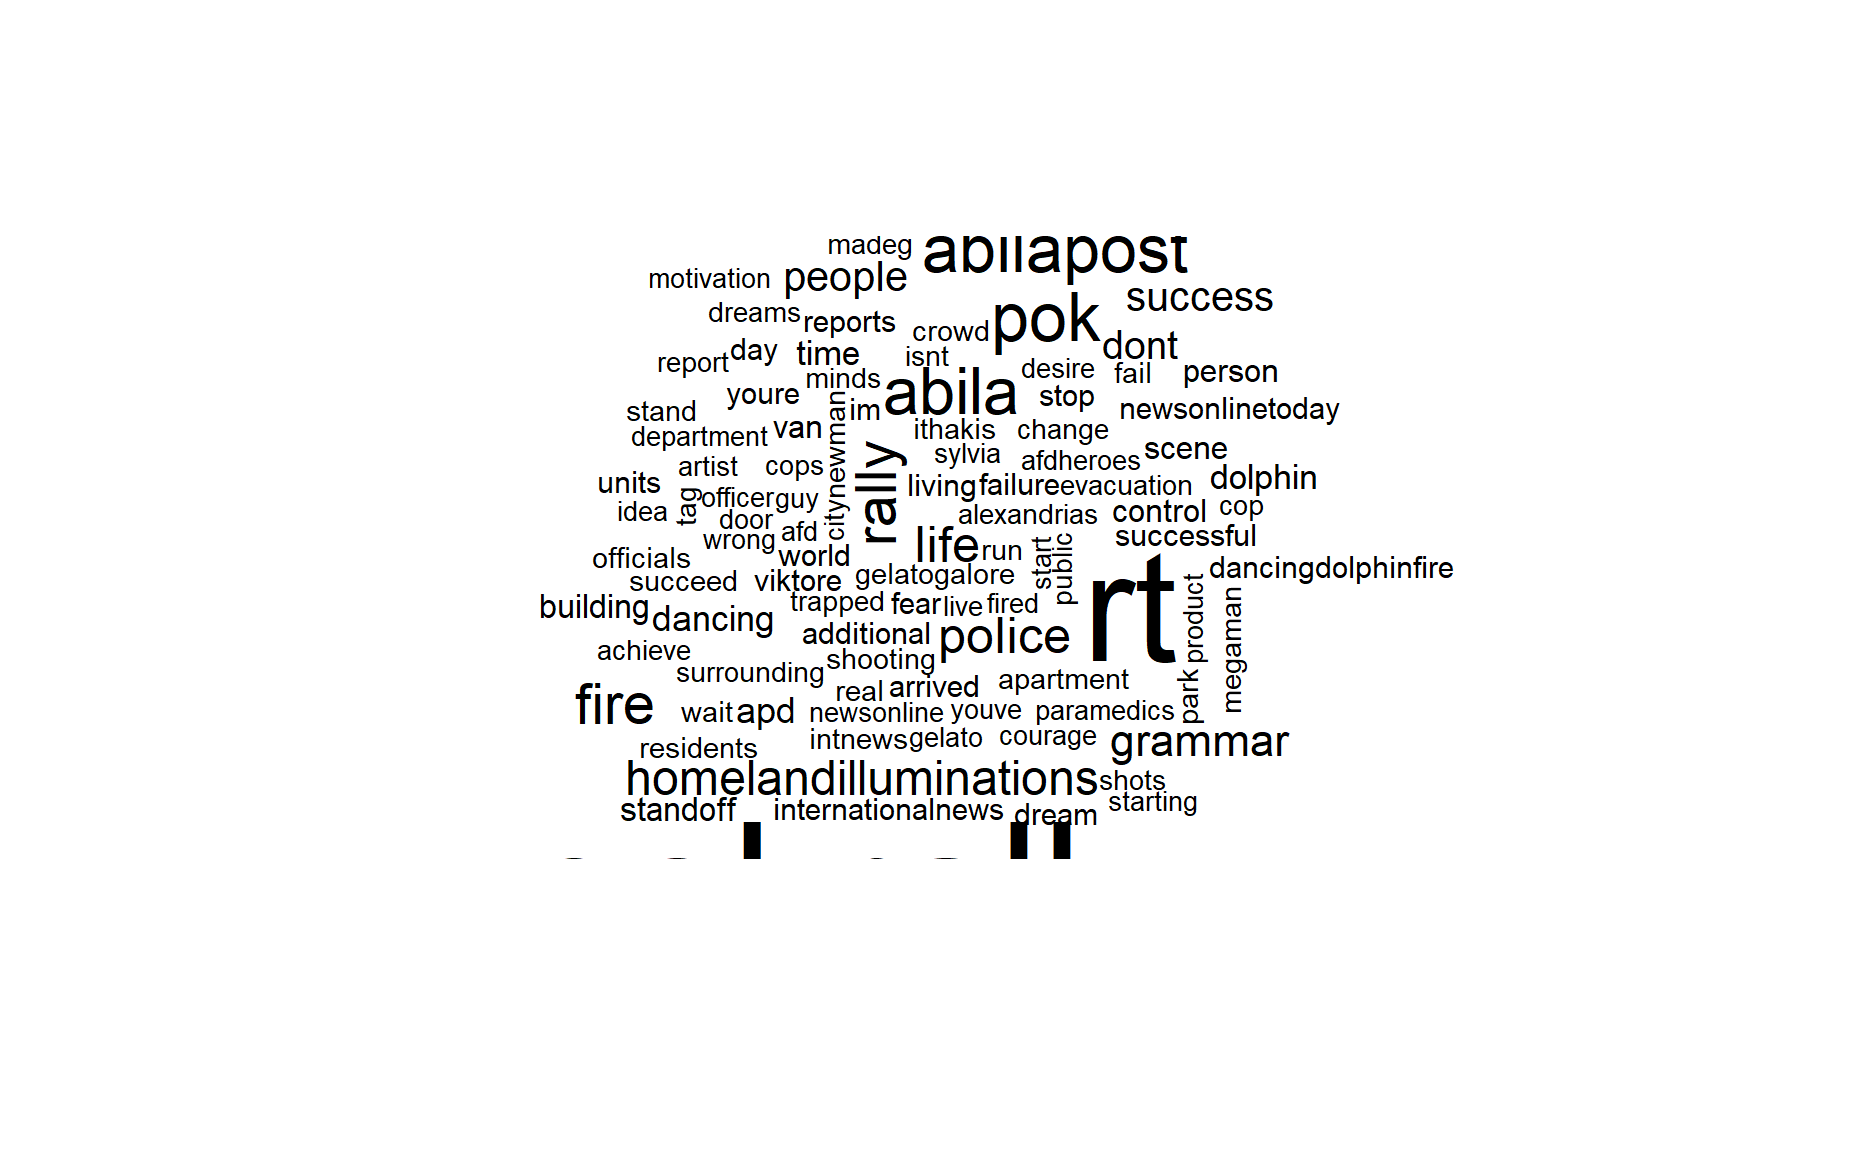 madeg abilapost
motivation people success
dreams reports crowd pok dont
report day time isnt
minds abila desire fail person
youre im stop newsonlinetoday
stand citynewman
department van ithakis change
rally sylvia afdheroes scene
artist cops
units living failure evacuation dolphin
idea tag officer guy
door alexandrias control cop
wrong afd life run successful
officials world start public
succeed viktore gelatogalore rt dancingdolphinfire
building dancing trapped fear live fired product megaman
additional police
achieve shooting
surrounding real arrived apartment park
fire wait apd newsonline youve paramedics
residents intnews gelato courage grammar
homelandilluminations shots
standoff internationalnews dream starting